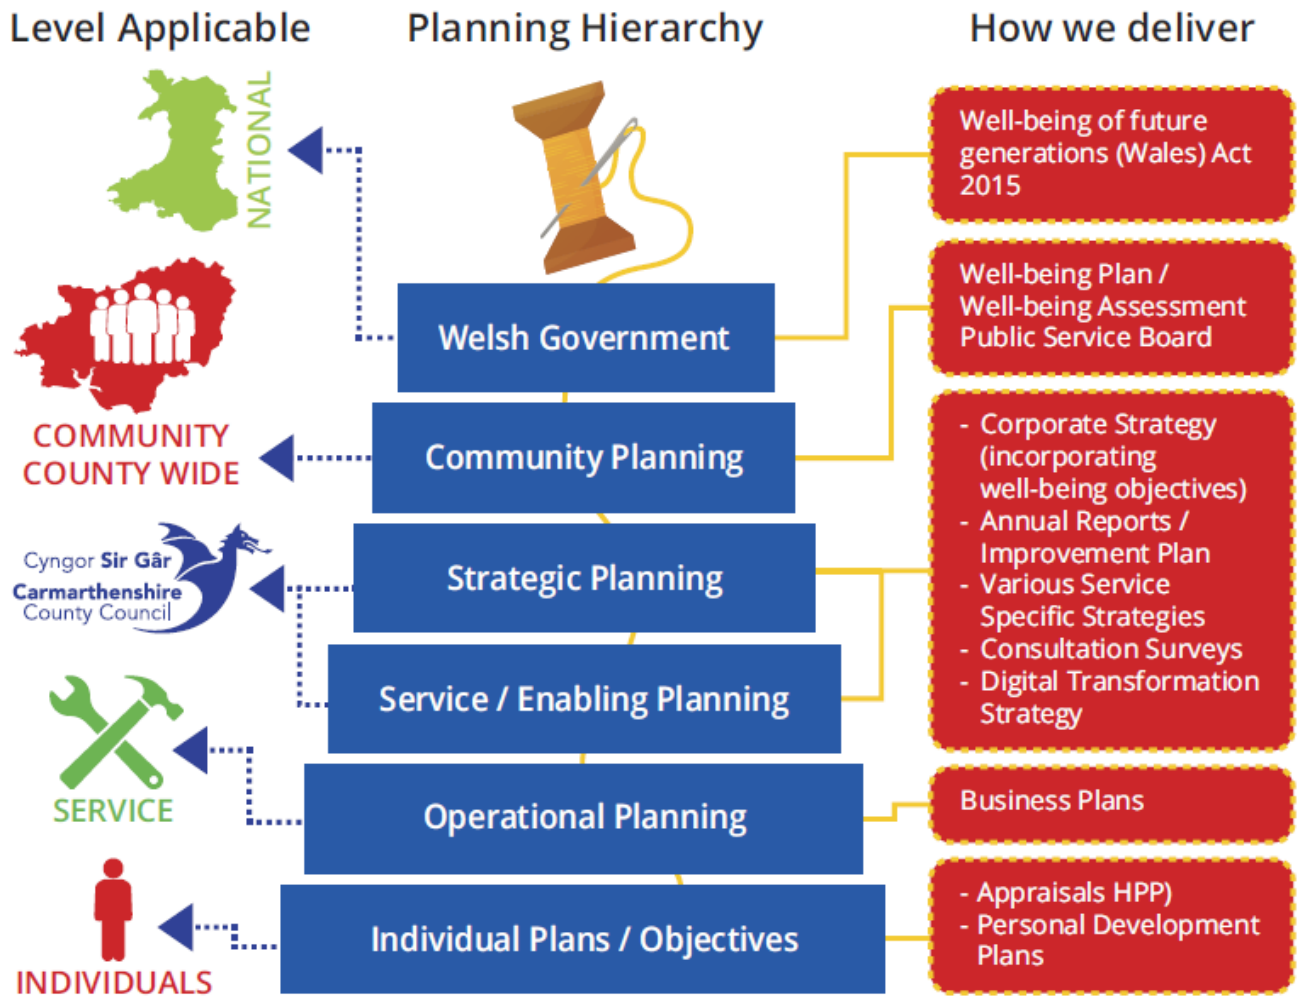 Level Applicable
Planning Hierarchy
How we deliver
NATIONAL
Well-being of future
generations (Wales) Act
2015
Welsh Government
Well-being Plan /
Well-being Assessment
Public Service Board
COMMUNITY
COUNTY WIDE
Community Planning
- Corporate Strategy
(incorporating
well-being objectives)
- Annual Reports /
Improvement Plan
- Various Service
Specific Strategies
- Consultation Surveys
- Digital Transformation
Strategy
Cyngor Sir Gâr
Carmarthenshire
County Council
Strategic Planning
Service / Enabling Planning
SERVICE
Operational Planning
Business Plans
INDIVIDUALS
Individual Plans / Objectives
- Appraisals HPP)
- Personal Development
Plans